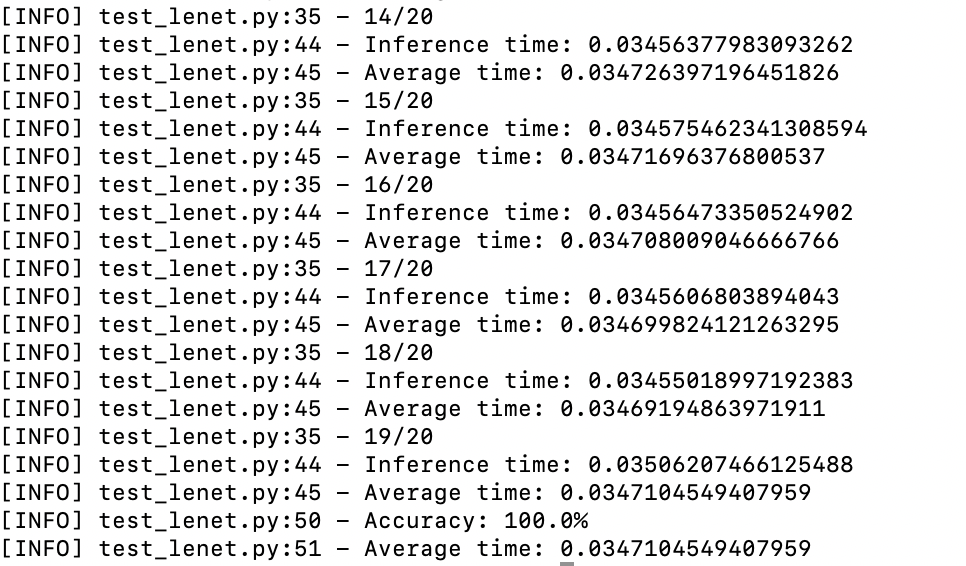 [INFO] test_lenet.py:35 – 14/20
[INFO] test_lenet.py:44 – Inference time: 0.03456377983093262
[INFO] test_lenet.py:45 – Average time: 0.034726397196451826
[INFO] test_lenet.py:35 – 15/20
[INFO] test_lenet.py:44 – Inference time: 0.034575462341308594
[INFO] test_lenet.py:45 – Average time: 0.03471696376800537
[INFO] test_lenet.py:35 – 16/20
[INFO] test_lenet.py:44 – Inference time: 0.03456473350524902
[INFO] test_lenet.py:45 – Average time: 0.034708009046666766
[INFO] test_lenet.py:35 – 17/20
[INFO] test_lenet.py:44 – Inference time: 0.0345606803894043
[INFO] test_lenet.py:45 – Average time: 0.034699824121263295
[INFO] test_lenet.py:35 – 18/20
[INFO] test_lenet.py:44 – Inference time: 0.03455018997192383
[INFO] test_lenet.py:45 – Average time: 0.03469194863971911
[INFO] test_lenet.py:35 – 19/20
[INFO] test_lenet.py:44 – Inference time: 0.03506207466125488
[INFO] test_lenet.py:45 – Average time: 0.0347104549407959
[INFO] test_lenet.py:50 – Accuracy: 100.0%
[INFO] test_lenet.py:51 – Average time: 0.0347104549407959